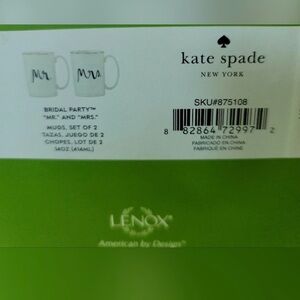 Mr.
Mrs.
kate spade
NEW YORK
BRIDAL PARTY™
"MR." AND "MRS."
MUGS, SET OF 2
TAZAS, JUEGO DE 2
CHOPES, LOT DE 2
14OZ (414ML)
SKU#875108
8 82864 72997 2
MADE IN CHINA
FABRICADO EN CHINA
FABRIQUÉ EN CHINE
LENOX®
American by Design™